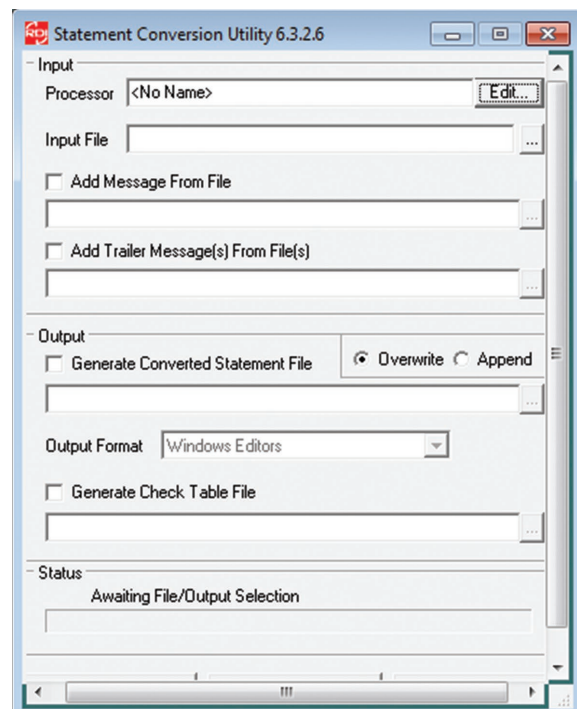 RDI Statement Conversion Utility 6.3.2.6
Input
Processor <No Name> Edit...
Input File ...
Add Message From File
...
Add Trailer Message(s) From File(s)
...
Output
Generate Converted Statement File Overwrite Append
...
Output Format Windows Editors
Generate Check Table File
...
Status
Awaiting File/Output Selection